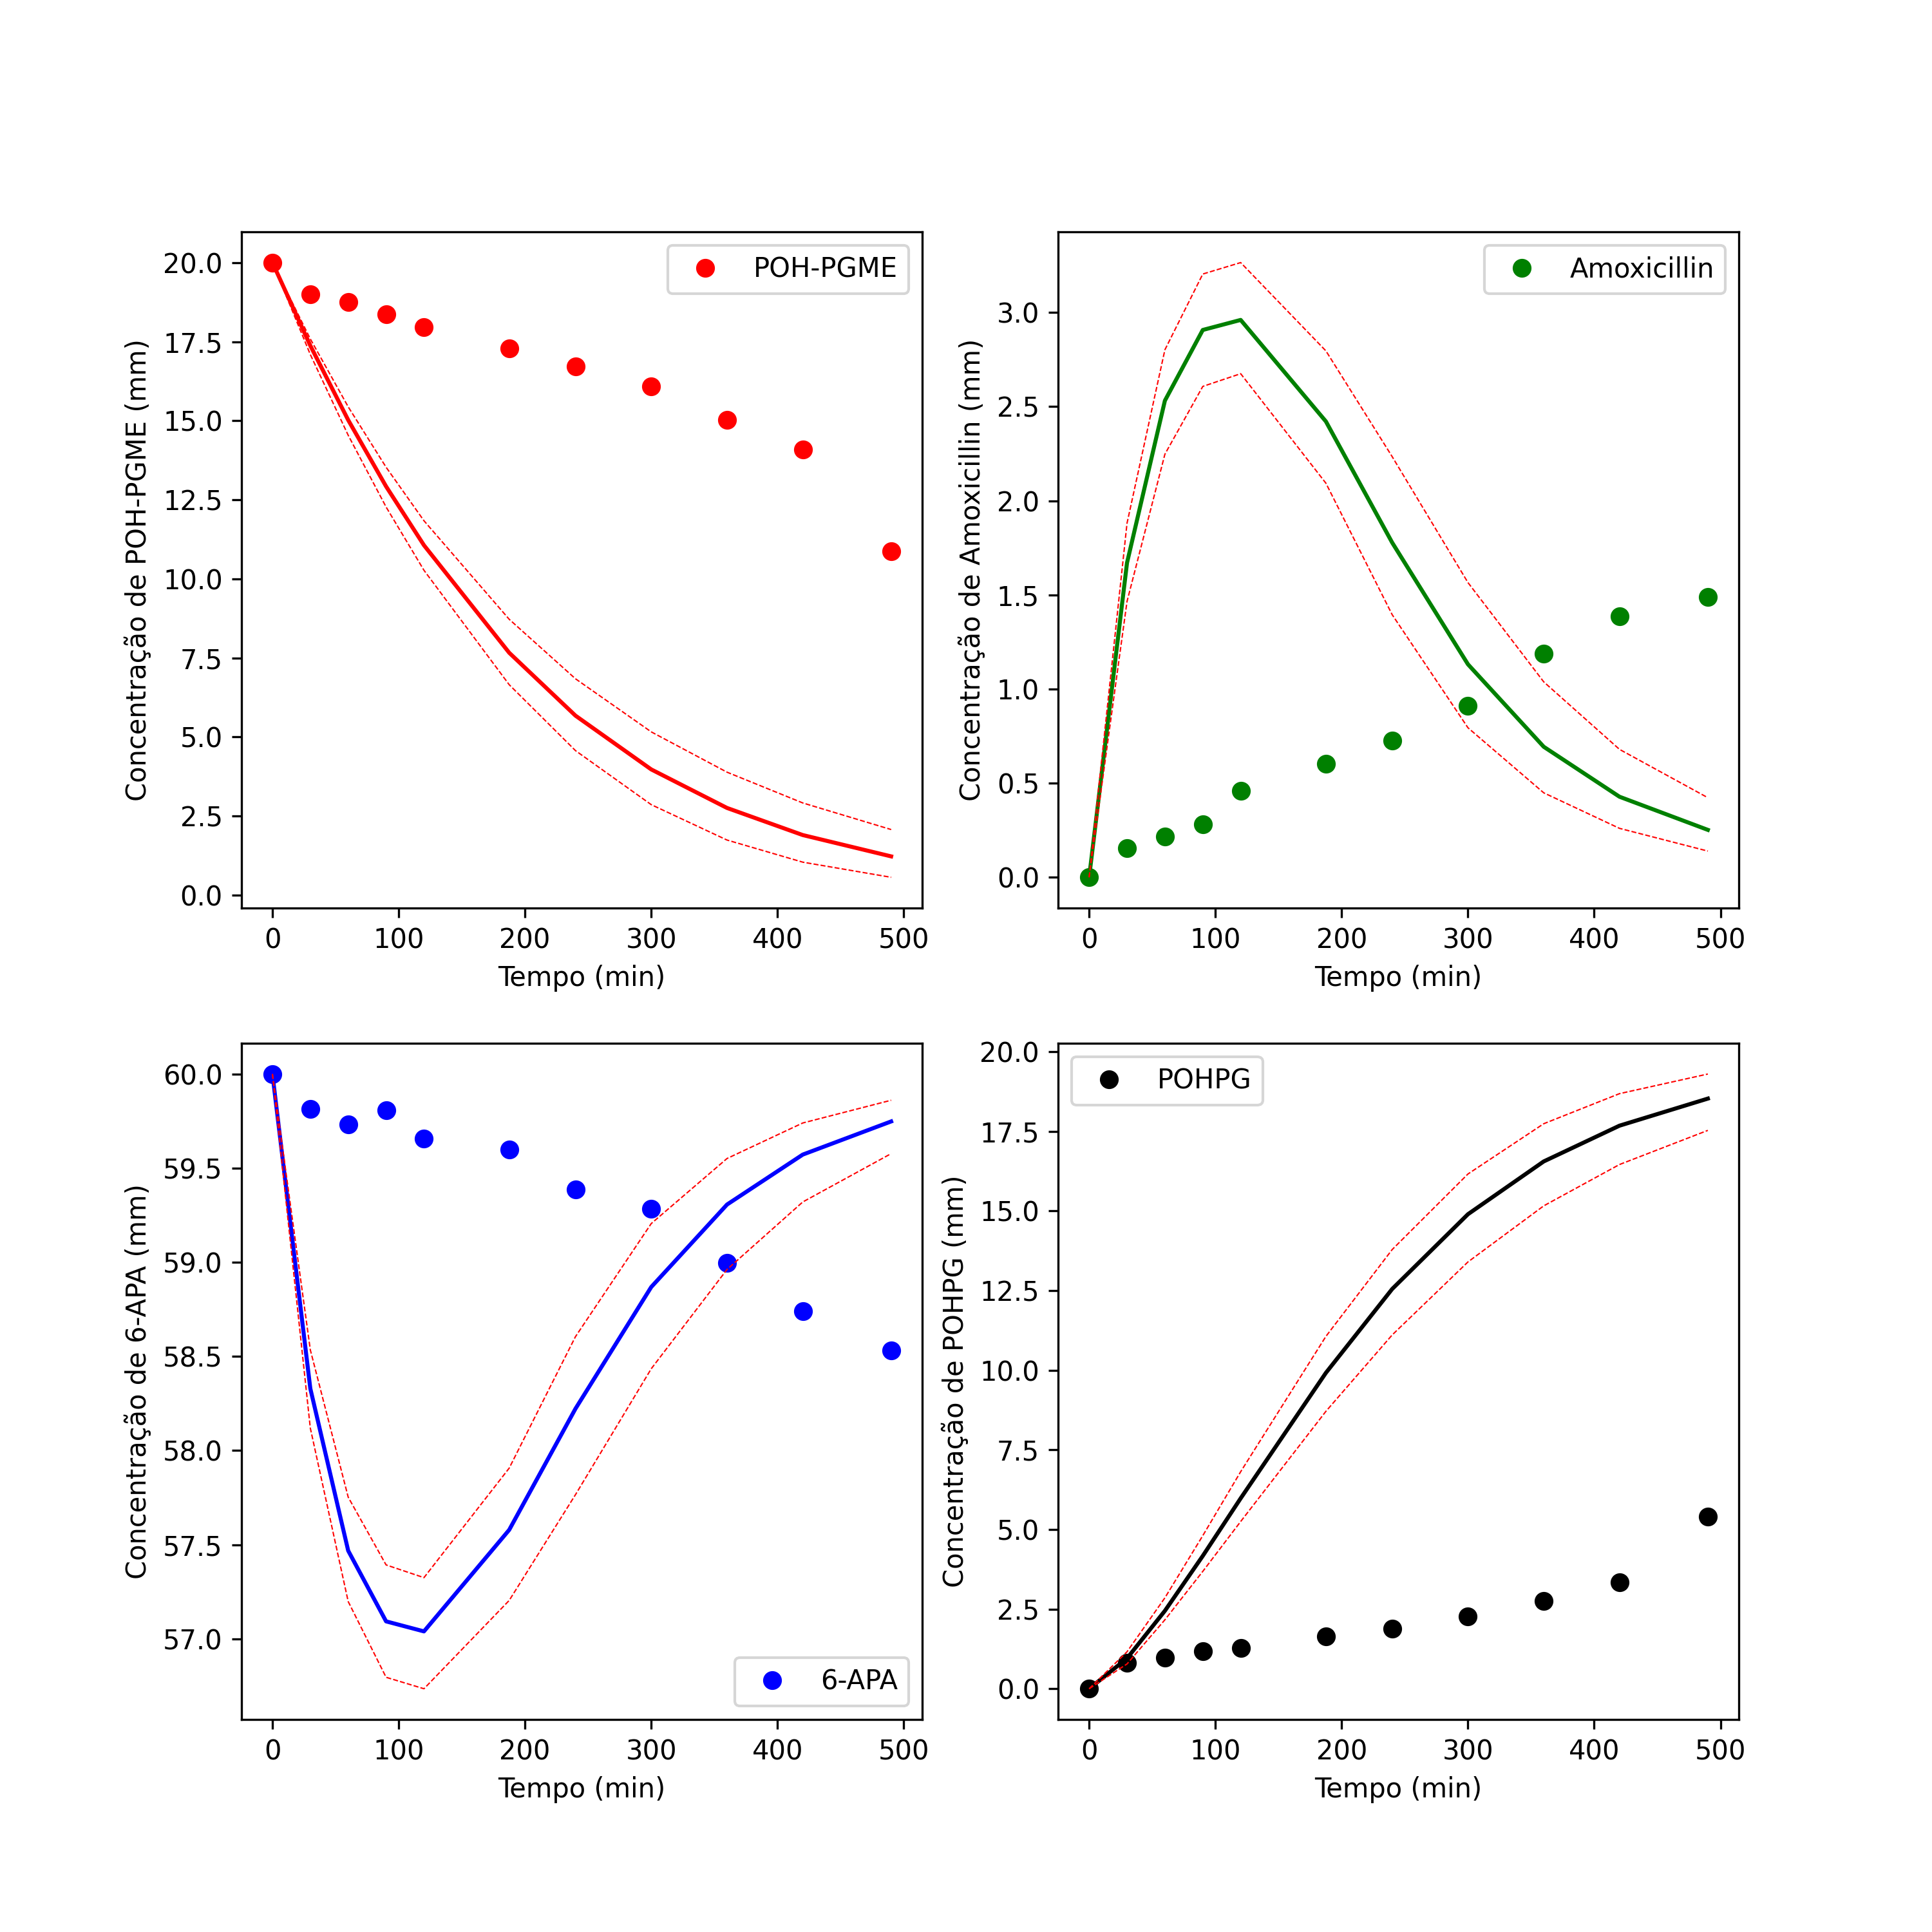 POH-PGME
Concentração de POH-PGME (mm)
20.0
17.5
15.0
12.5
10.0
7.5
5.0
2.5
0.0
0 100 200 300 400 500
Tempo (min)
Amoxicillin
Concentração de Amoxicillin (mm)
3.0
2.5
2.0
1.5
1.0
0.5
0.0
0 100 200 300 400 500
Tempo (min)
6-APA
Concentração de 6-APA (mm)
60.0
59.5
59.0
58.5
58.0
57.5
57.0
0 100 200 300 400 500
Tempo (min)
POHPG
Concentração de POHPG (mm)
20.0
17.5
15.0
12.5
10.0
7.5
5.0
2.5
0.0
0 100 200 300 400 500
Tempo (min)